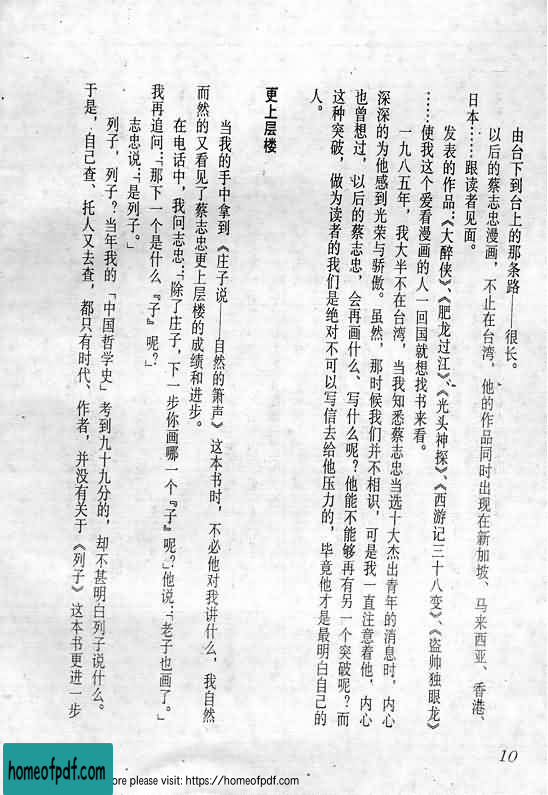 由台下到台上的那条路——很长。
以后的蔡志忠漫画，不止在台湾，他的作品同时出现在新加坡、马来西亚、香港、
日本……跟读者见面。
发表的作品：《大醉侠》、《肥龙过江》、《光头神探》、《西游记三十八变》、《盗帅独眼龙》
……使我这个爱看漫画的人一回国就想找书来看。
一九八五年，我大半不在台湾，当我知悉蔡志忠当选十大杰出青年的消息时，内心
深深的为他感到光荣与骄傲。虽然，那时候我们并不相识，可是我一直注意着他，内心
也曾想过，以后的蔡志忠，会再画什么、写什么呢？他能不能够再有另一个突破呢？而
这种突破，做为读者的我们是绝对不可以写信去给他压力的，毕竟他才是最明白自己的
人。
更上层楼
当我的手中拿到《庄子说——自然的箫声》这本书时，不必他对我讲什么，我自然
而然的又看见了蔡志忠更上层楼的成绩和进步。
在电话中，我问志忠：「除了庄子，下一步你画哪一个『子』呢？」他说：「老子也画了。」
我再追问：「那下一个是什么『子』呢？」
志忠说：「是列子。」
列子，列子？当年我的「中国哲学史」考到九十九分的，却不甚明白列子说什么。
于是，自己查、托人又去查，都只有时代、作者，并没有关于《列子》这本书更进一步
10
homeofpdf.com
ore please visit: https://homeofpdf.com